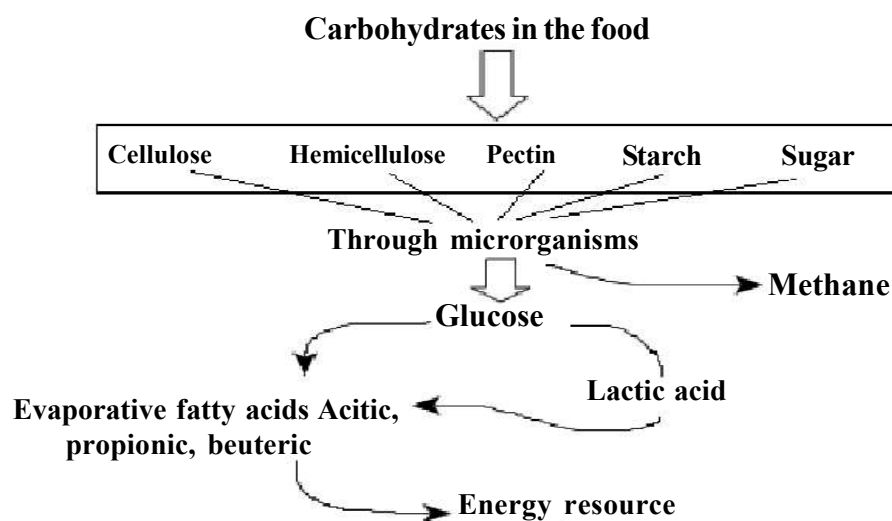 Carbohydrates in the food
Cellulose Hemicellulose Pectin Starch Sugar
Through microrganisms
Methane
Glucose
Lactic acid
Evaporative fatty acids Acitic,
propionic, beuteric
Energy resource